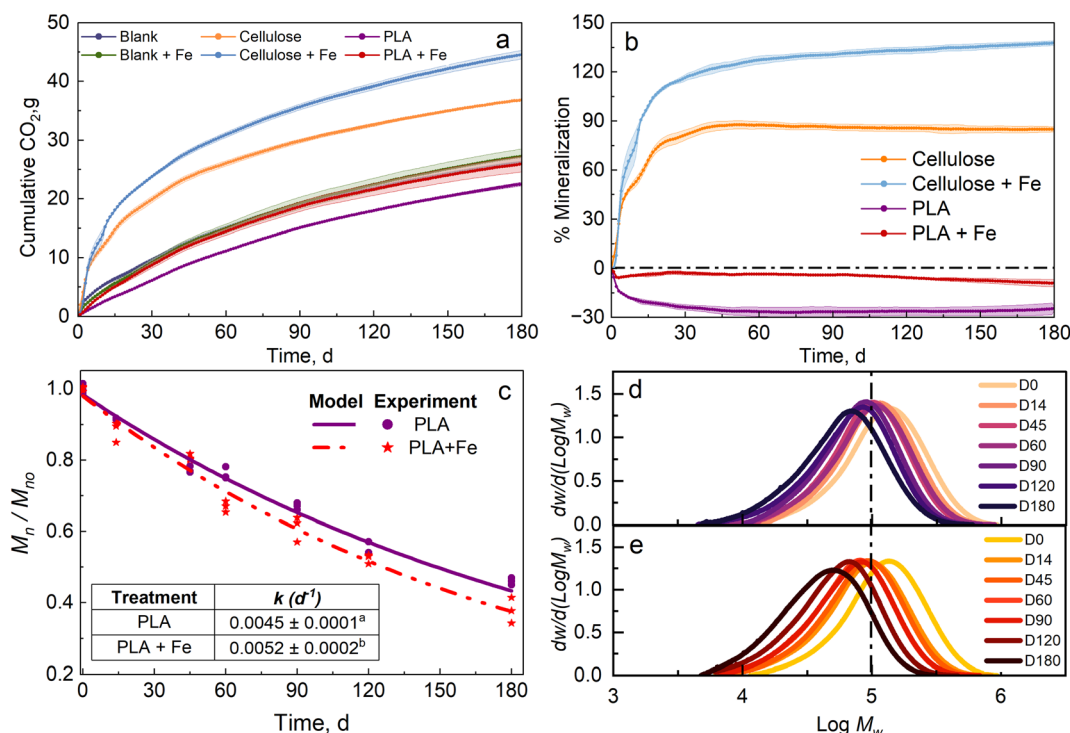 a
Blank Cellulose PLA
Blank + Fe Cellulose + Fe PLA + Fe
50
40
30
20
10
0
Cumulative CO₂,g
0 30 60 90 120 150 180
Time, d
b
150
120
90
60
30
0
−30
% Mineralization
Cellulose
Cellulose + Fe
PLA
PLA + Fe
0 30 60 90 120 150 180
Time, d
c
1.0
0.8
0.6
0.4
0.2
Mn / Mno
Model Experiment
PLA
PLA+Fe
Treatment k (d⁻¹)
PLA 0.0045 ± 0.0001ᵃ
PLA + Fe 0.0052 ± 0.0002ᵇ
0 30 60 90 120 150 180
Time, d
d
1.5
1.0
0.5
0.0
dw/d(LogMw)
D0
D14
D45
D60
D90
D120
D180
e
1.5
1.0
0.5
0.0
dw/d(LogMw)
D0
D14
D45
D60
D90
D120
D180
3 4 5 6
Log Mw